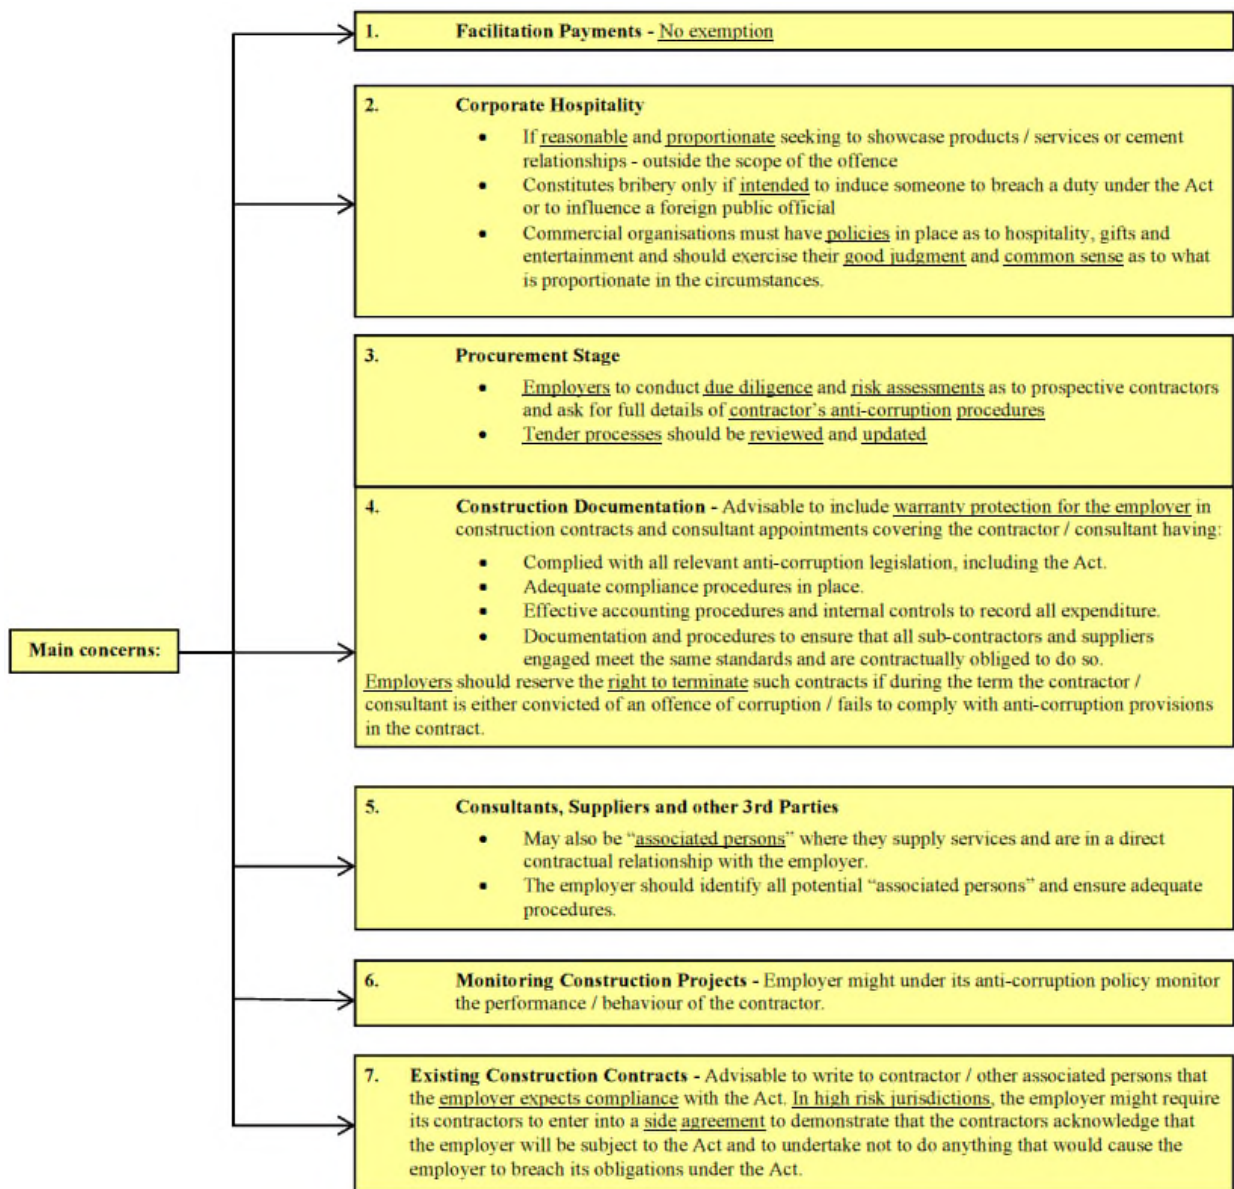 1. Facilitation Payments - No exemption
2. Corporate Hospitality
• If reasonable and proportionate seeking to showcase products / services or cement
relationships - outside the scope of the offence
• Constitutes bribery only if intended to induce someone to breach a duty under the Act
or to influence a foreign public official
• Commercial organisations must have policies in place as to hospitality, gifts and
entertainment and should exercise their good judgment and common sense as to what
is proportionate in the circumstances.
3. Procurement Stage
• Employers to conduct due diligence and risk assessments as to prospective contractors
and ask for full details of contractor's anti-corruption procedures
• Tender processes should be reviewed and updated
4. Construction Documentation - Advisable to include warranty protection for the employer in
construction contracts and consultant appointments covering the contractor / consultant having:
• Complied with all relevant anti-corruption legislation, including the Act.
• Adequate compliance procedures in place.
• Effective accounting procedures and internal controls to record all expenditure.
• Documentation and procedures to ensure that all sub-contractors and suppliers
engaged meet the same standards and are contractually obliged to do so.
Employers should reserve the right to terminate such contracts if during the term the contractor /
consultant is either convicted of an offence of corruption / fails to comply with anti-corruption provisions
in the contract.
Main concerns:
5. Consultants, Suppliers and other 3rd Parties
• May also be “associated persons” where they supply services and are in a direct
contractual relationship with the employer.
• The employer should identify all potential “associated persons” and ensure adequate
procedures.
6. Monitoring Construction Projects - Employer might under its anti-corruption policy monitor
the performance / behaviour of the contractor.
7. Existing Construction Contracts - Advisable to write to contractor / other associated persons that
the employer expects compliance with the Act. In high risk jurisdictions, the employer might require
its contractors to enter into a side agreement to demonstrate that the contractors acknowledge that
the employer will be subject to the Act and to undertake not to do anything that would cause the
employer to breach its obligations under the Act.